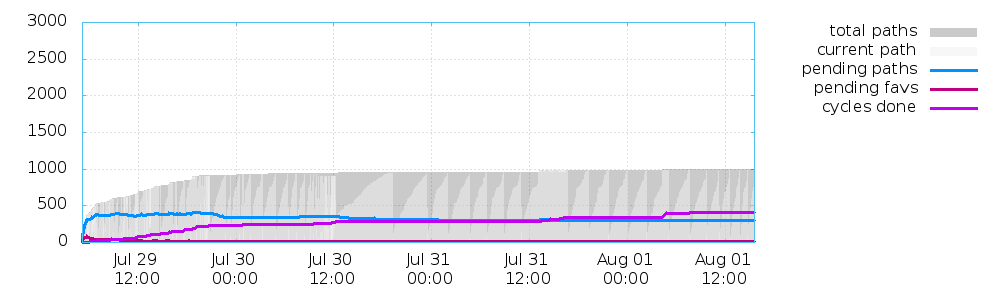 3000
2500
2000
1500
1000
500
0
Jul 29
12:00
Jul 30
00:00
Jul 30
12:00
Jul 31
00:00
Jul 31
12:00
Aug 01
00:00
Aug 01
12:00
total paths
current path
pending paths
pending favs
cycles done